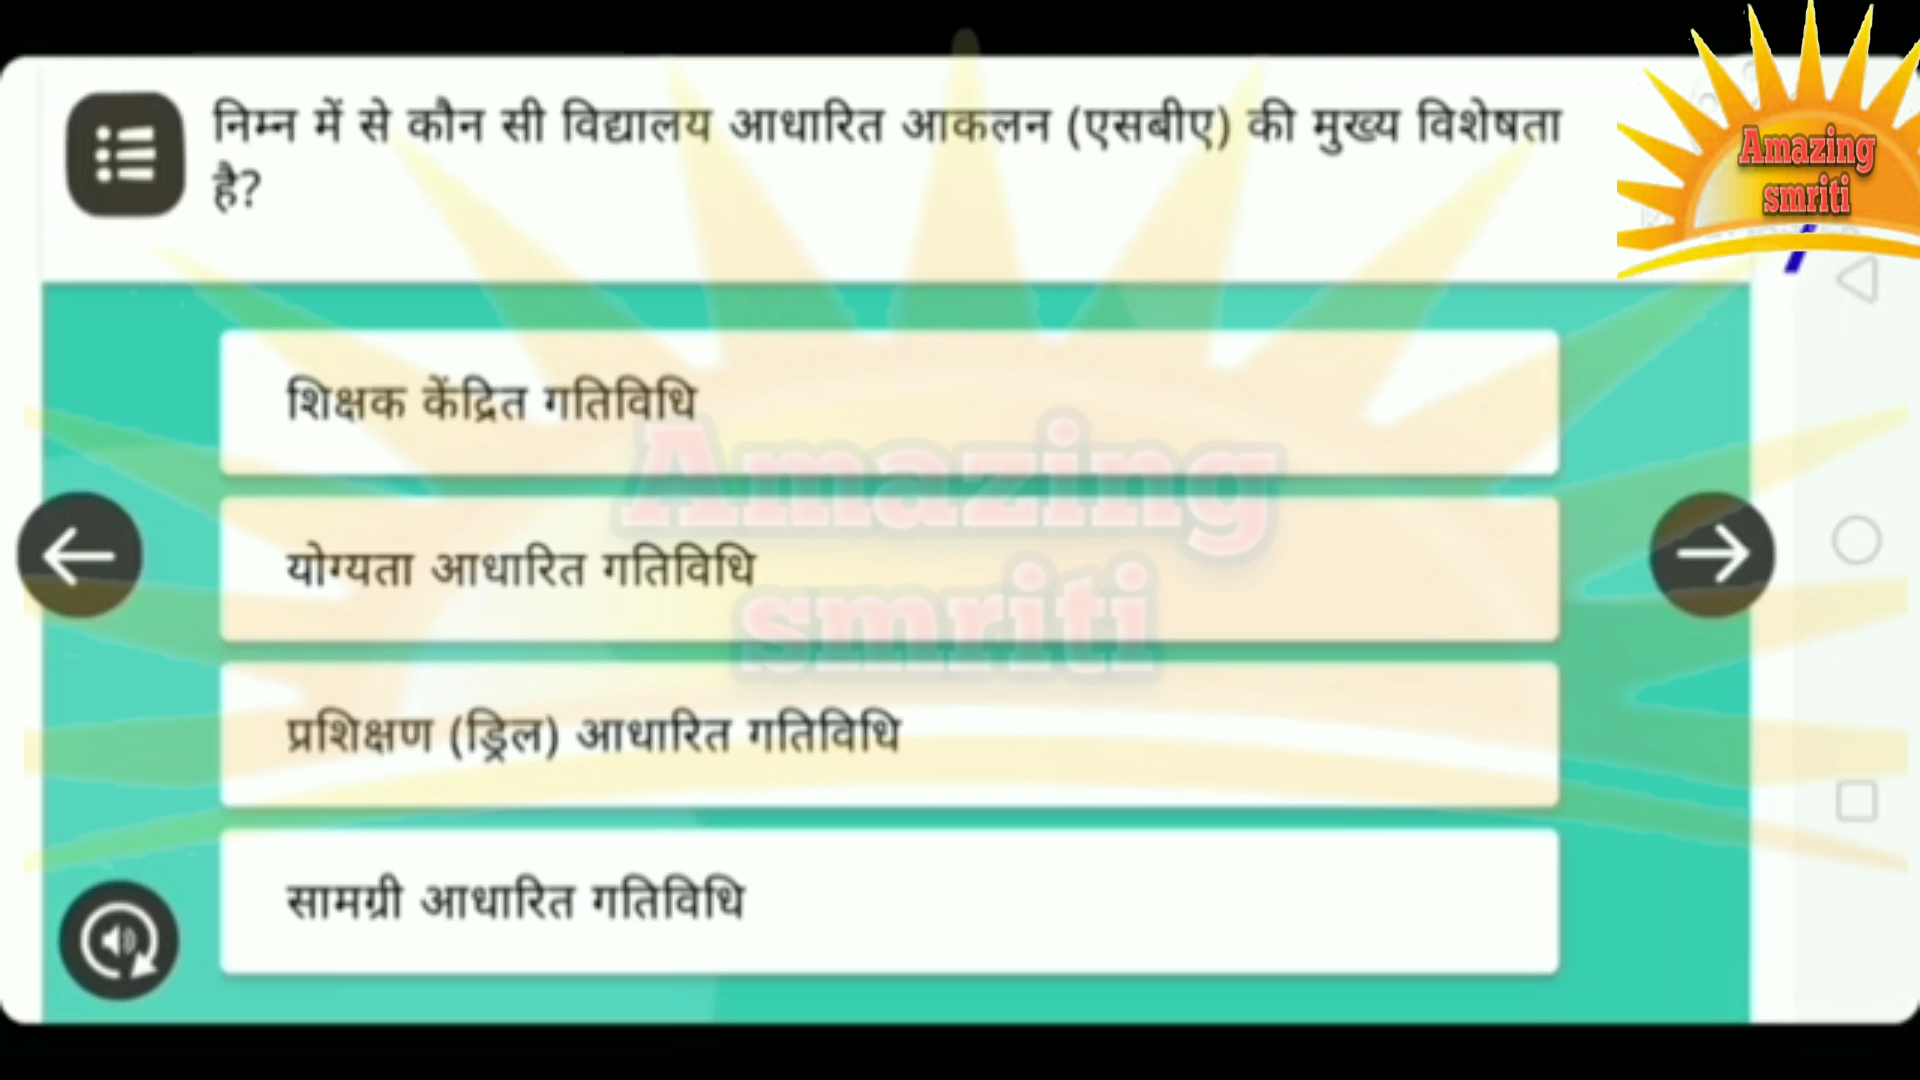 निम्न में से कौन सी विद्यालय आधारित आकलन (एसबीए) की मुख्य विशेषता
है?
Amazing
smriti
शिक्षक केंद्रित गतिविधि
योग्यता आधारित गतिविधि
Amazing
smriti
प्रशिक्षण (ड्रिल) आधारित गतिविधि
सामग्री आधारित गतिविधि